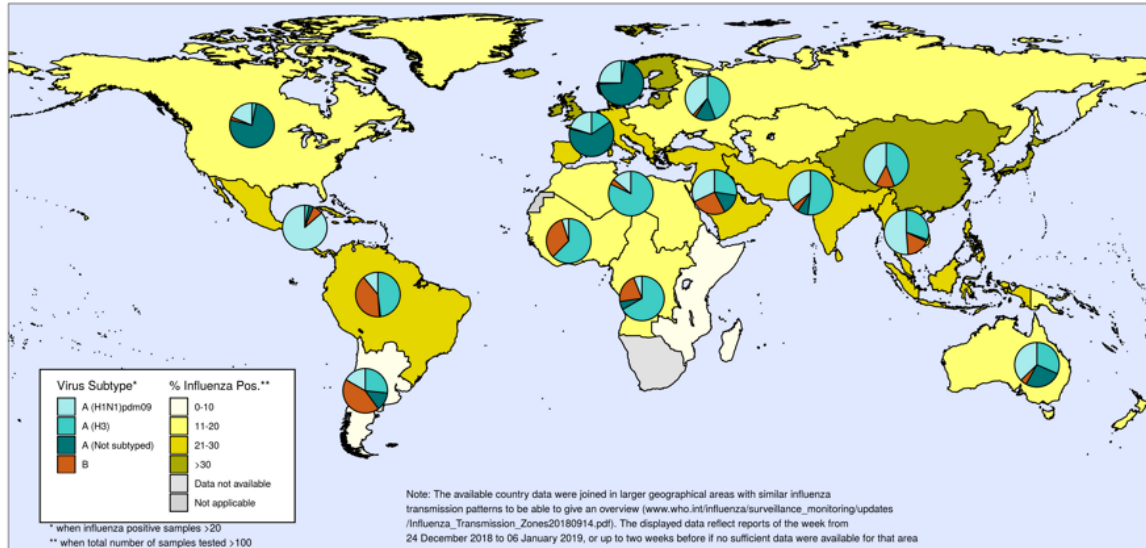 Virus Subtype*
A (H1N1)pdm09
A (H3)
A (Not subtyped)
B
% Influenza Pos.**
0-10
11-20
21-30
>30
Data not available
Not applicable
* when influenza positive samples >20
** when total number of samples tested >100
Note: The available country data were joined in larger geographical areas with similar influenza
transmission patterns to be able to give an overview (www.who.int/influenza/surveillance_monitoring/updates
/Influenza_Transmission_Zones20180914.pdf). The displayed data reflect reports of the week from
24 December 2018 to 06 January 2019, or up to two weeks before if no sufficient data were available for that area